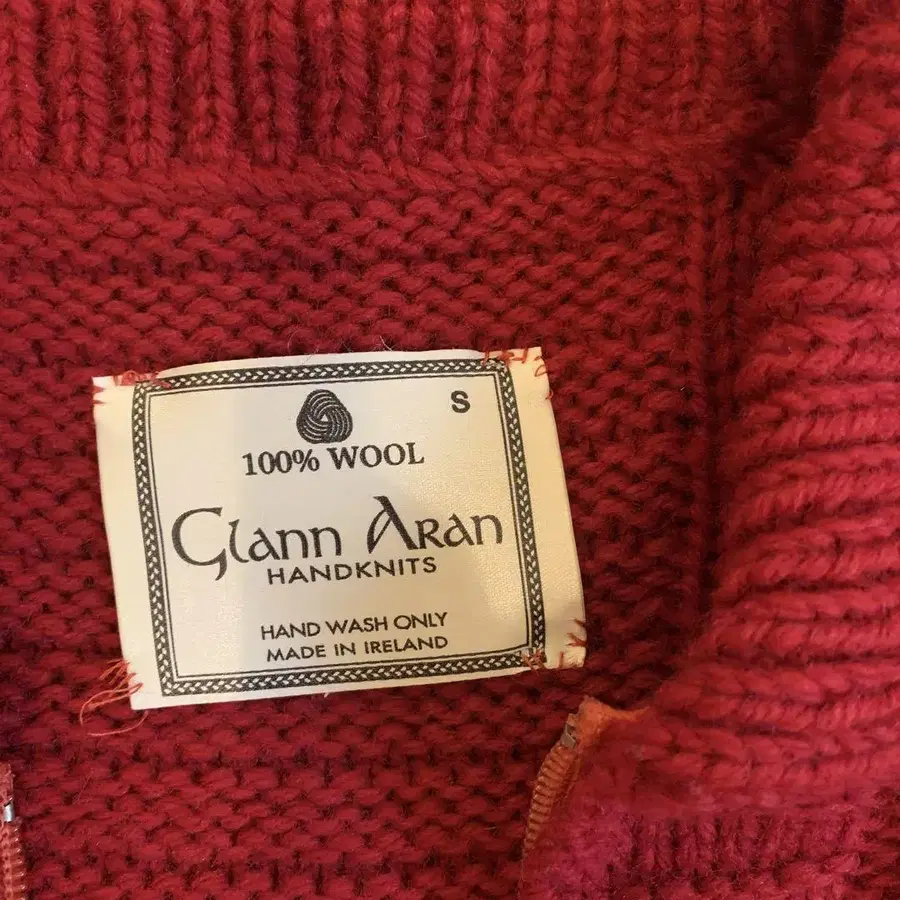 S
100% WOOL
Glann Aran
HANDKNITS
HAND WASH ONLY
MADE IN IRELAND